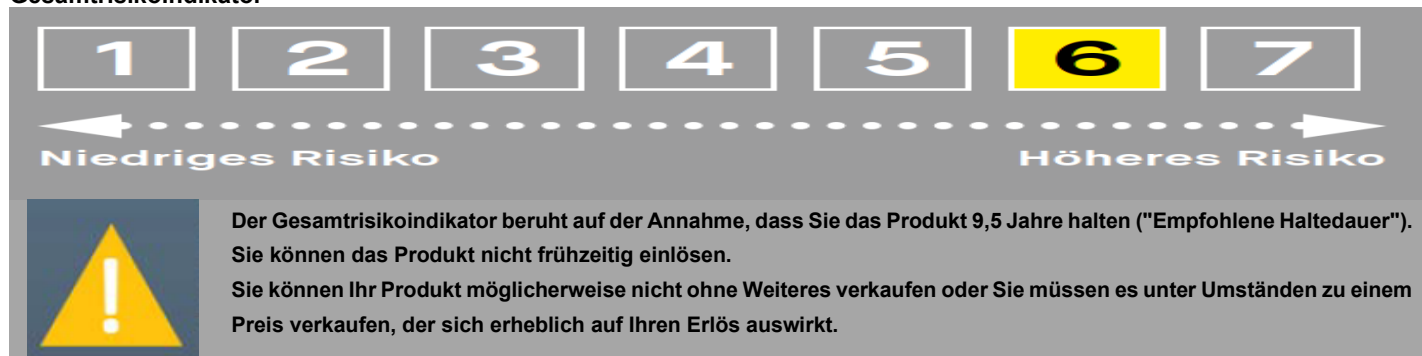 Gesamtrisikoindikator
1 2 3 4 5 6 7
Niedriges Risiko Höheres Risiko
Der Gesamtrisikoindikator beruht auf der Annahme, dass Sie das Produkt 9,5 Jahre halten ("Empfohlene Haltedauer").
Sie können das Produkt nicht frühzeitig einlösen.
Sie können Ihr Produkt möglicherweise nicht ohne Weiteres verkaufen oder Sie müssen es unter Umständen zu einem
Preis verkaufen, der sich erheblich auf Ihren Erlös auswirkt.